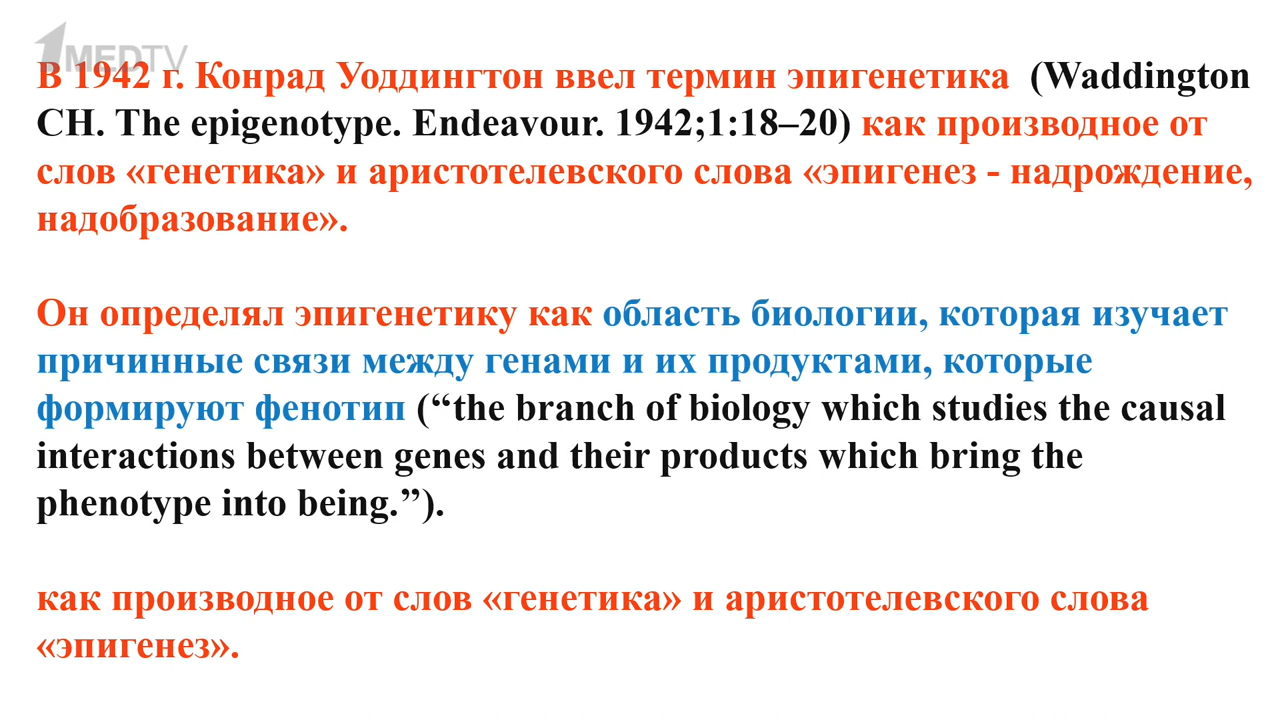 1MEDTV
В 1942 г. Конрад Уоддингтон ввел термин эпигенетика (Waddington
CH. The epigenotype. Endeavour. 1942;1:18–20) как производное от
слов «генетика» и аристотелевского слова «эпигенез - надрождение,
надобразование».
Он определял эпигенетику как область биологии, которая изучает
причинные связи между генами и их продуктами, которые
формируют фенотип (“the branch of biology which studies the causal
interactions between genes and their products which bring the
phenotype into being.”).
как производное от слов «генетика» и аристотелевского слова
«эпигенез».